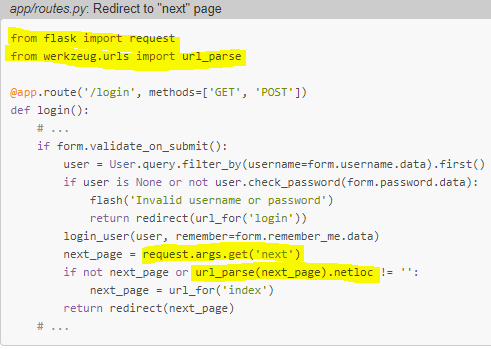 app/routes.py: Redirect to "next" page
from flask import request
from werkzeug.urls import url_parse
@app.route('/login', methods=['GET', 'POST'])
def login():
    # ...
    if form.validate_on_submit():
        user = User.query.filter_by(username=form.username.data).first()
        if user is None or not user.check_password(form.password.data):
            flash('Invalid username or password')
            return redirect(url_for('login'))
        login_user(user, remember=form.remember_me.data)
        next_page = request.args.get('next')
        if not next_page or url_parse(next_page).netloc != '':
            next_page = url_for('index')
        return redirect(next_page)
    # ...